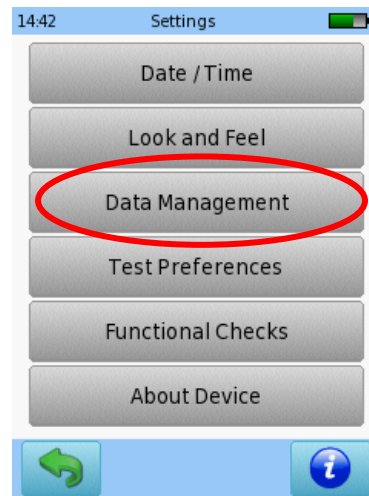 14:42 Settings
Date / Time
Look and Feel
Data Management
Test Preferences
Functional Checks
About Device
i